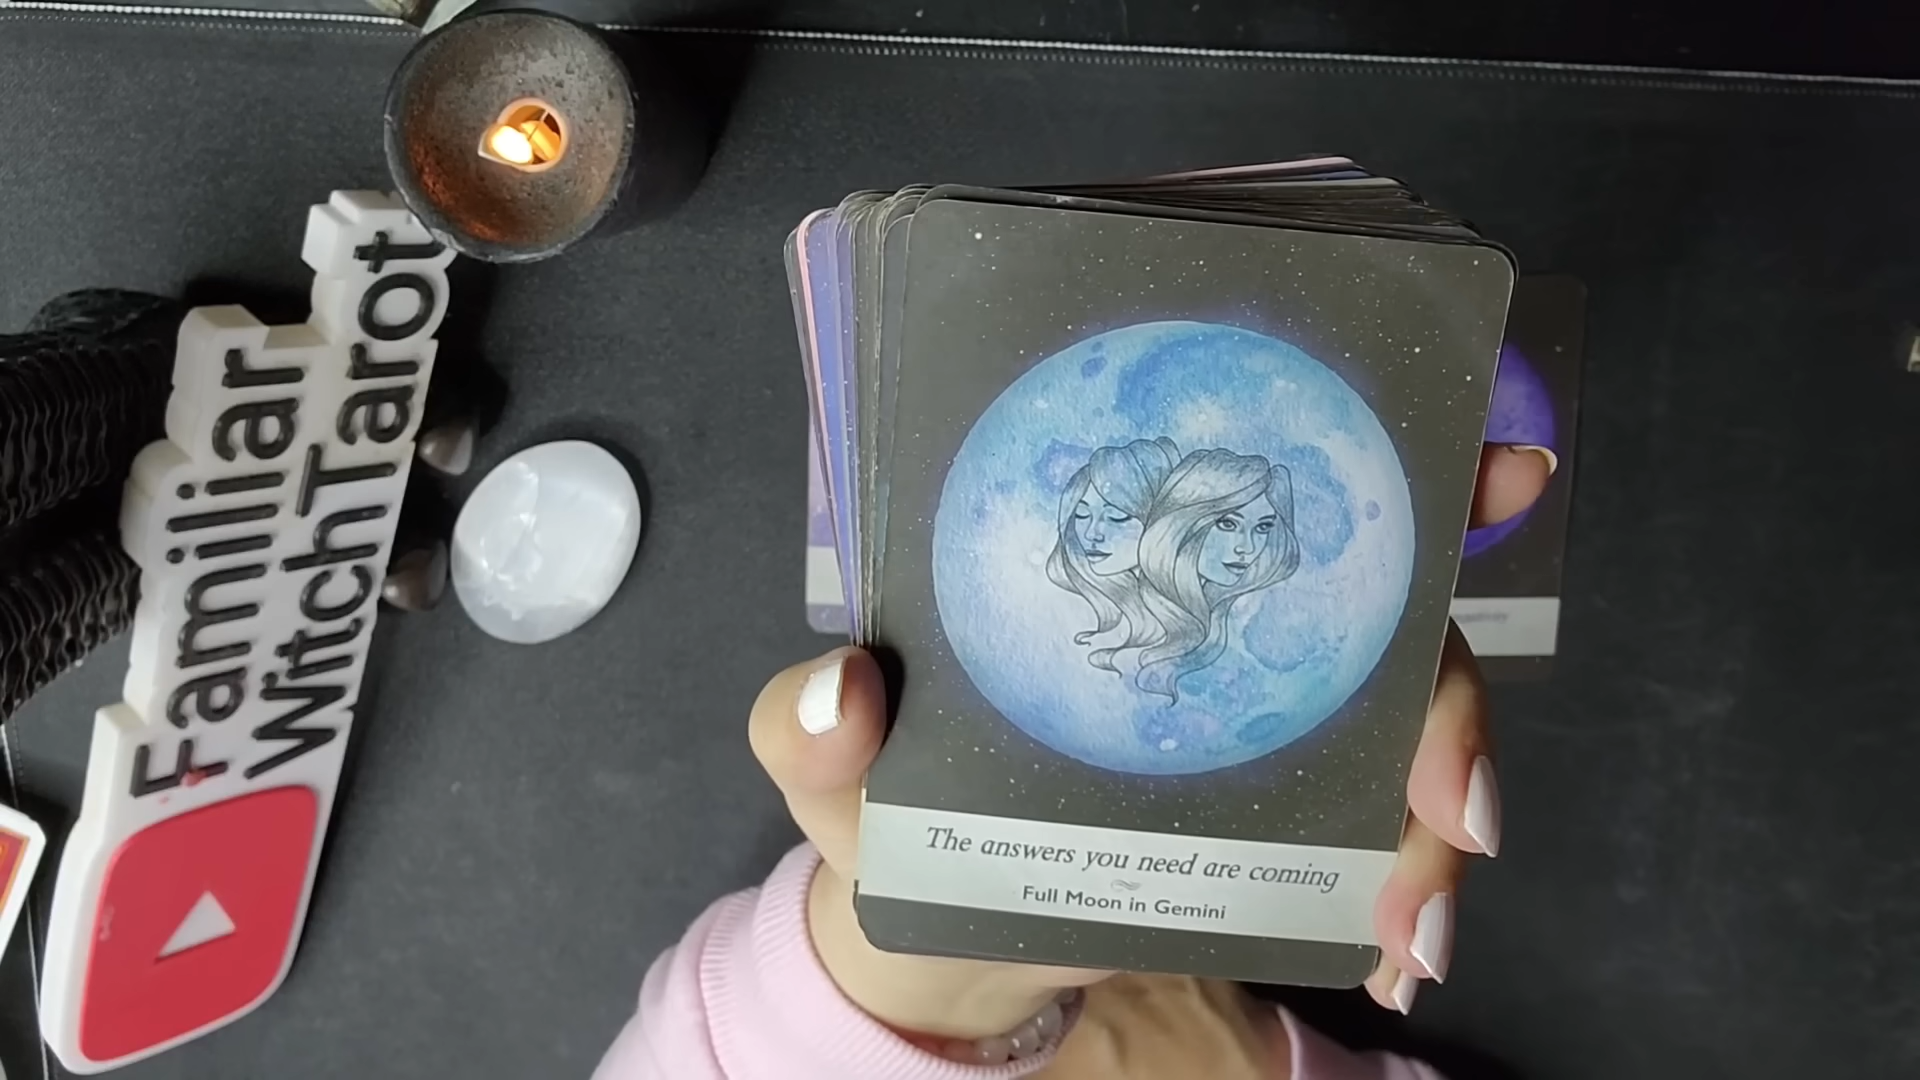 Familiar
WitchTarot
The answers you need are coming
Full Moon in Gemini